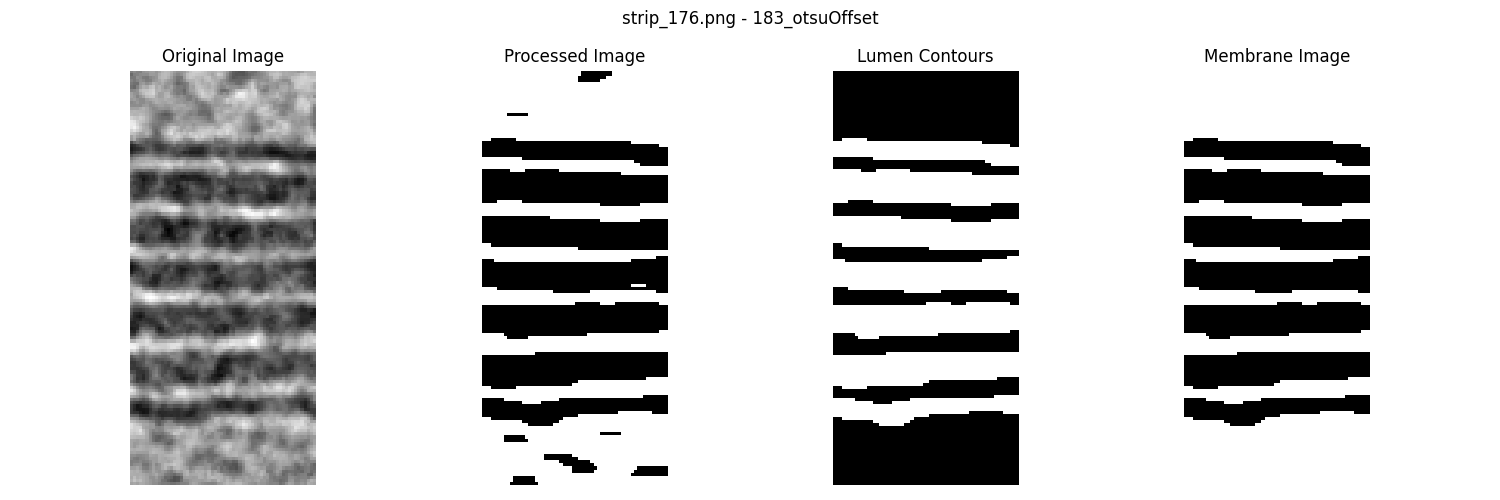 strip_176.png - 183_otsuOffset
Original Image
Processed Image
Lumen Contours
Membrane Image